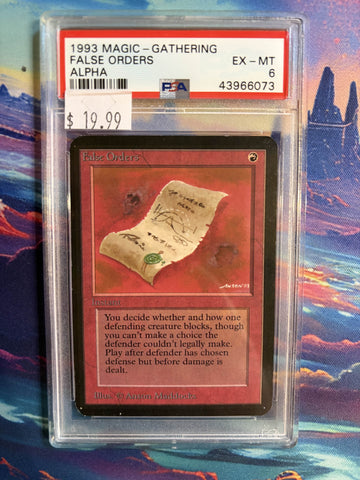 1993 MAGIC - GATHERING
FALSE ORDERS EX - MT
ALPHA 6
PSA 43966073
$ 19.99
False Orders
Instant
You decide whether and how one
defending creature blocks, though
you can't make a choice the
defender couldn't legally make.
Play after defender has chosen
defense but before damage is
dealt.
Illus. © Anson Maddocks